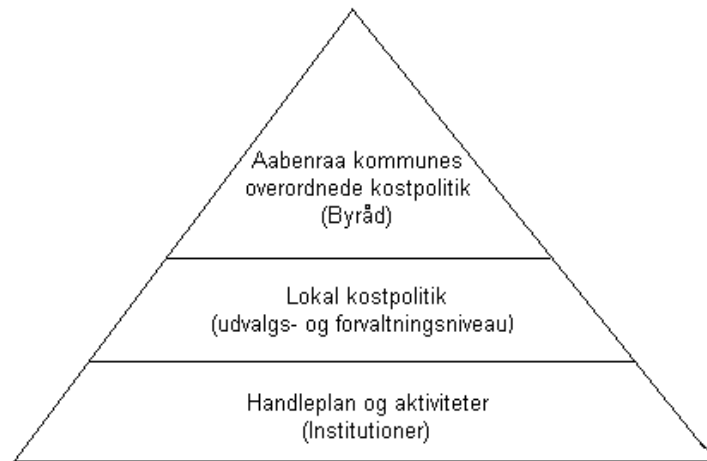 Aabenraa kommunes
overordnede kostpolitik
(Byråd)
Lokal kostpolitik
(udvalgs- og forvaltningsniveau)
Handleplan og aktiviteter
(Institutioner)